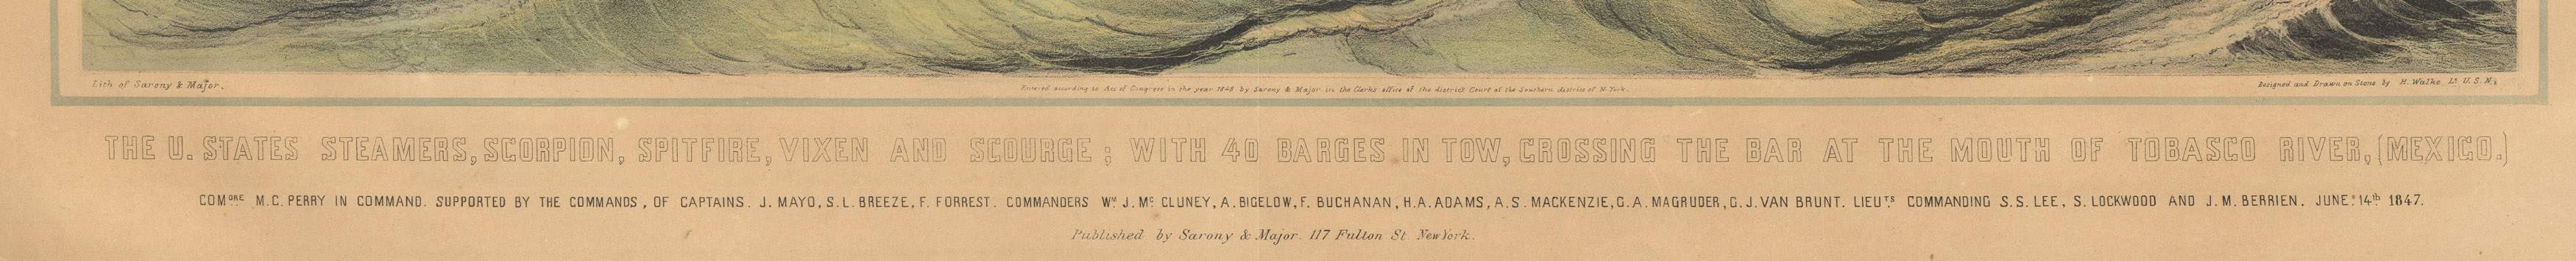 Lith of Sarony & Major.
Entered according to Act of Congress in the year 1848 by Sarony & Major in the Clerks office of the district Court of the Southern district of N. York.
Designed and Drawn on Stone by H. Walke Lt. U.S.N.
THE U. STATES STEAMERS, SCORPION, SPITFIRE, VIXEN AND SCOURGE; WITH 40 BARGES IN TOW, CROSSING THE BAR AT THE MOUTH OF TOBASCO RIVER, (MEXICO.)
COMORE M.C. PERRY IN COMMAND. SUPPORTED BY THE COMMANDS, OF CAPTAINS. J. MAYO, S.L. BREEZE, F. FORREST. COMMANDERS WM J. MC CLUNEY, A. BIGELOW, F. BUCHANAN, H.A. ADAMS, A.S. MACKENZIE, G.A. MAGRUDER, G.J. VAN BRUNT. LIEUTS COMMANDING S.S. LEE, S. LOCKWOOD AND J.M. BERRIEN. JUNE 14th 1847.
Published by Sarony & Major. 117 Fulton St. New York.